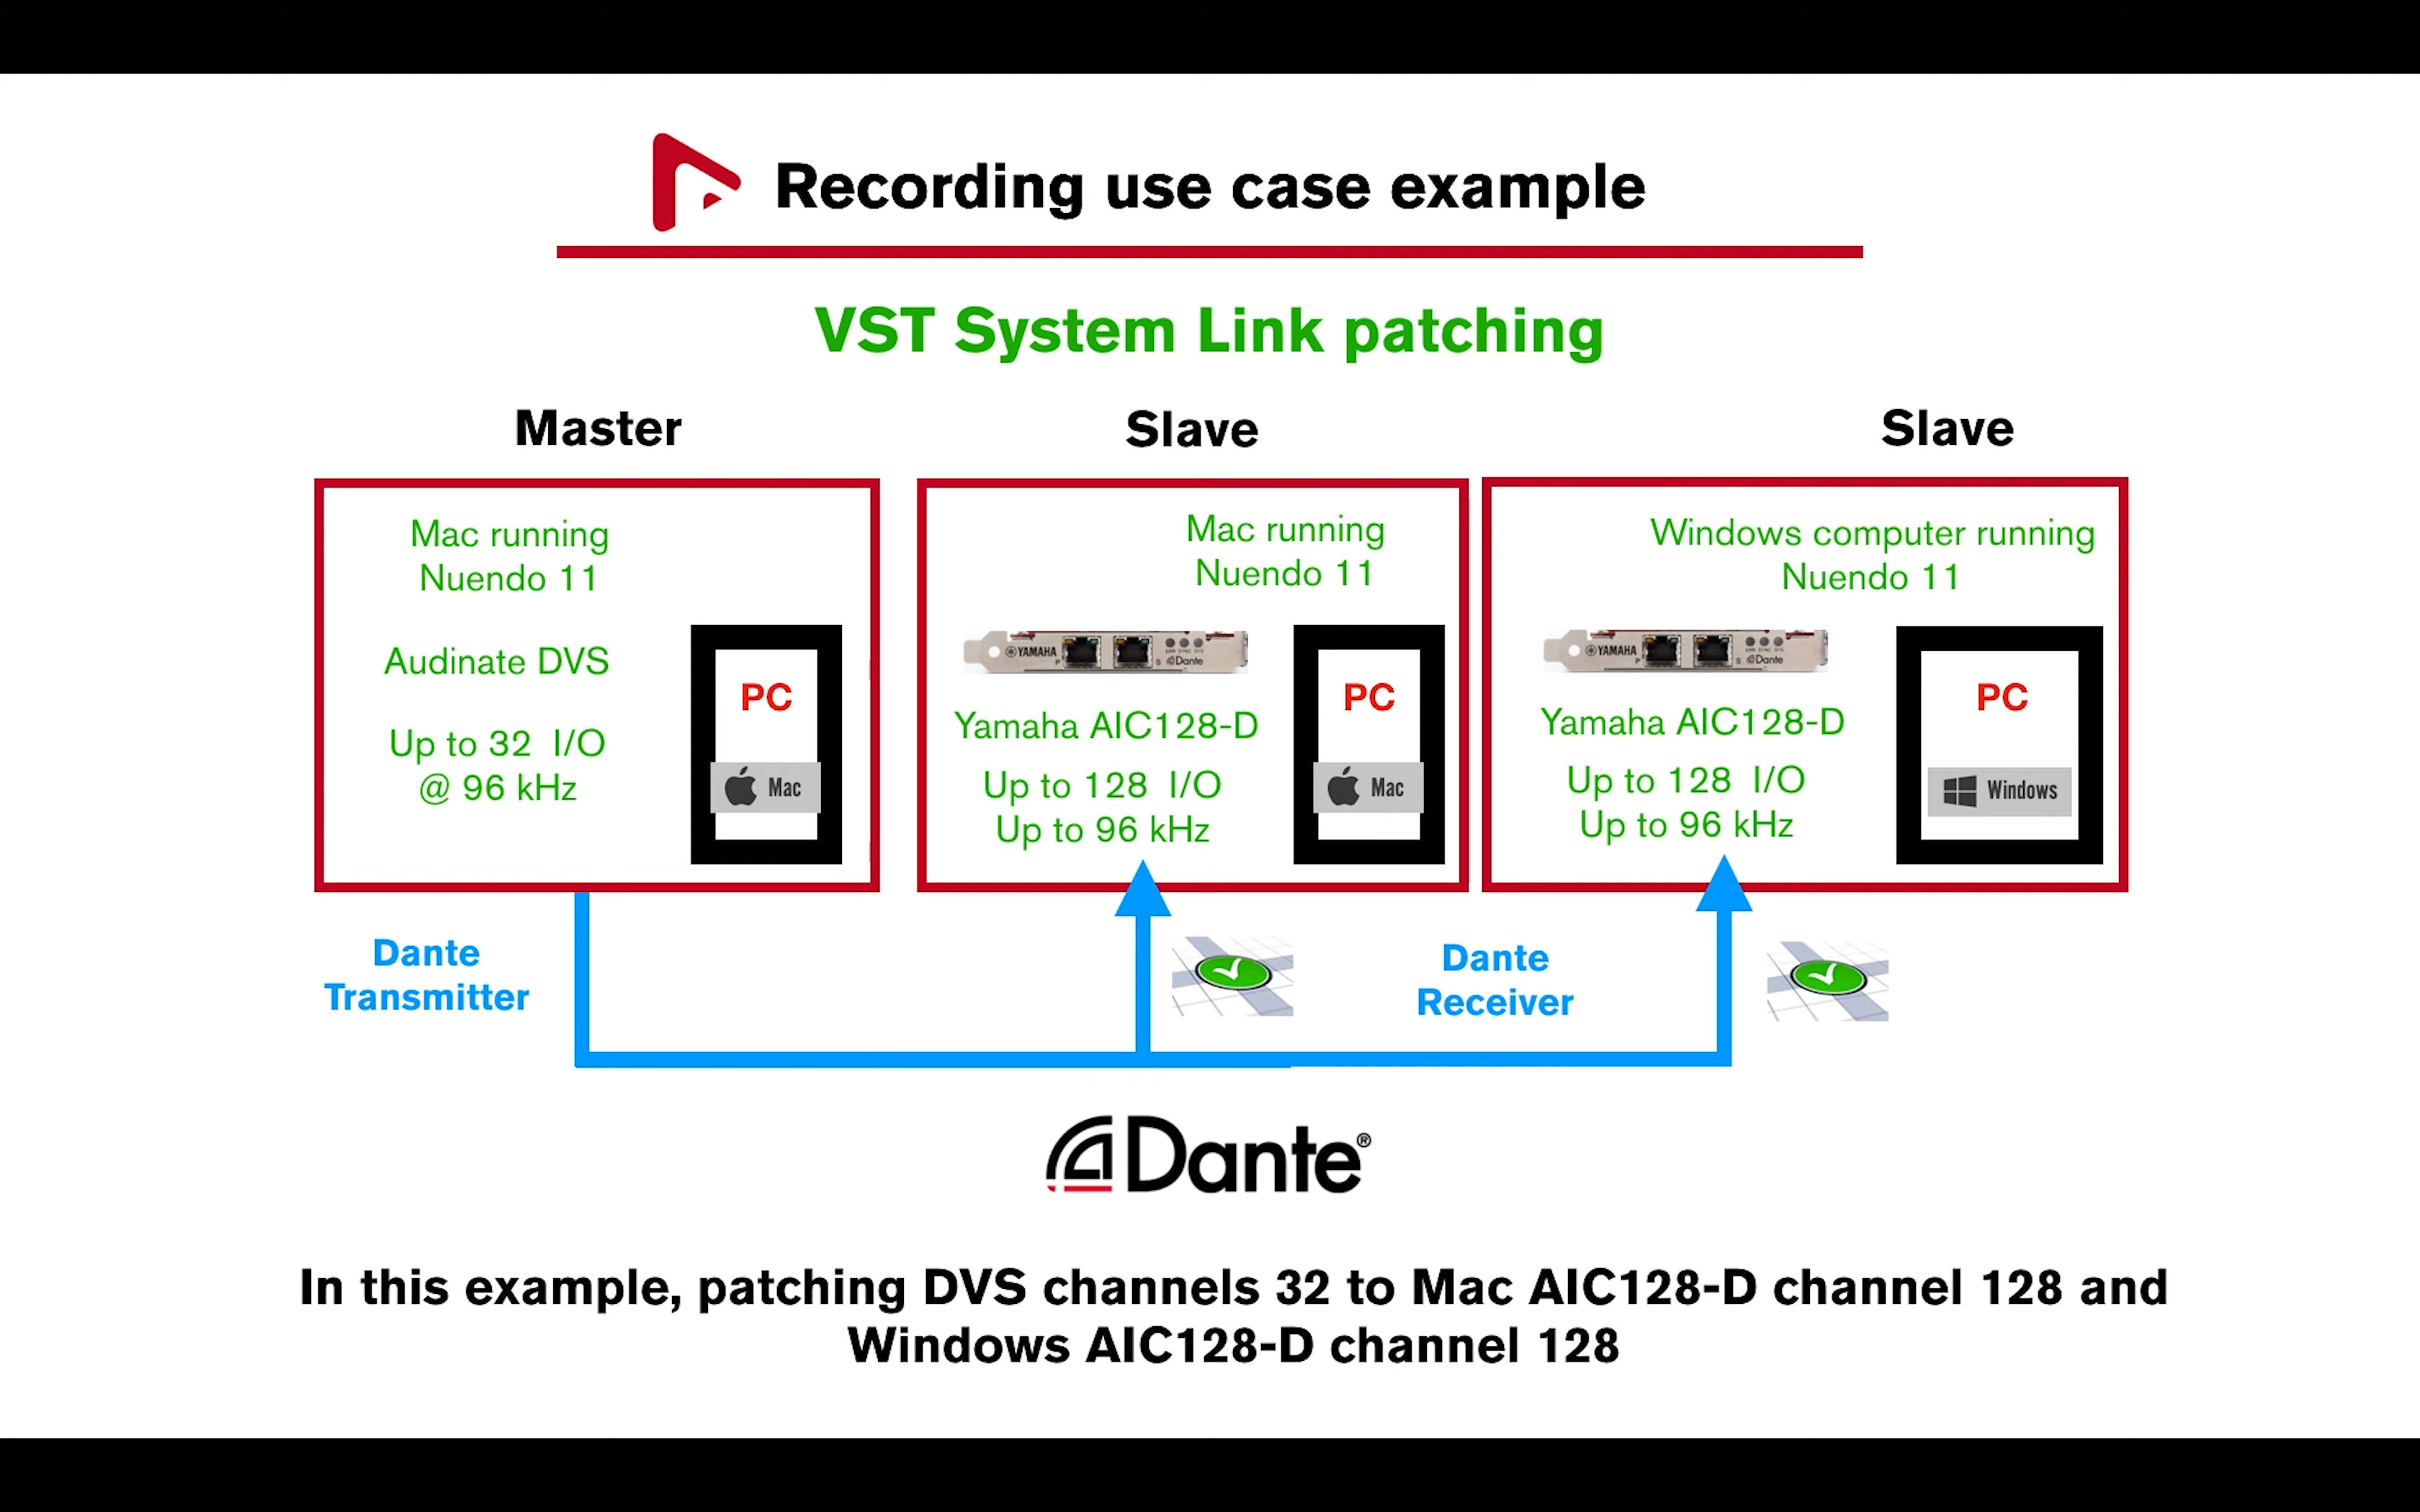 Recording use case example
VST System Link patching
Master
Slave
Slave
Mac running
Nuendo 11
Audinate DVS
Up to 32 I/O
@ 96 kHz
PC
Mac
Mac running
Nuendo 11
YAMAHA
P
S
Dante
Yamaha AIC128-D
Up to 128 I/O
Up to 96 kHz
PC
Mac
Windows computer running
Nuendo 11
YAMAHA
P
S
Dante
Yamaha AIC128-D
Up to 128 I/O
Up to 96 kHz
PC
Windows
Dante
Transmitter
Dante
Receiver
Dante®
In this example, patching DVS channels 32 to Mac AIC128-D channel 128 and
Windows AIC128-D channel 128